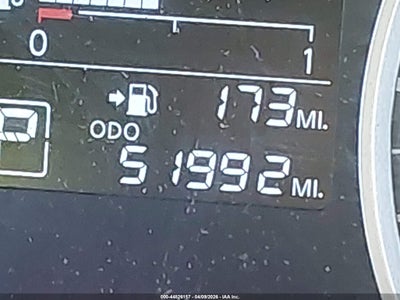 0 1
173 MI.
ODO
51992 MI.
P
000-44826157 - 04/09/2026 - IAA Inc.